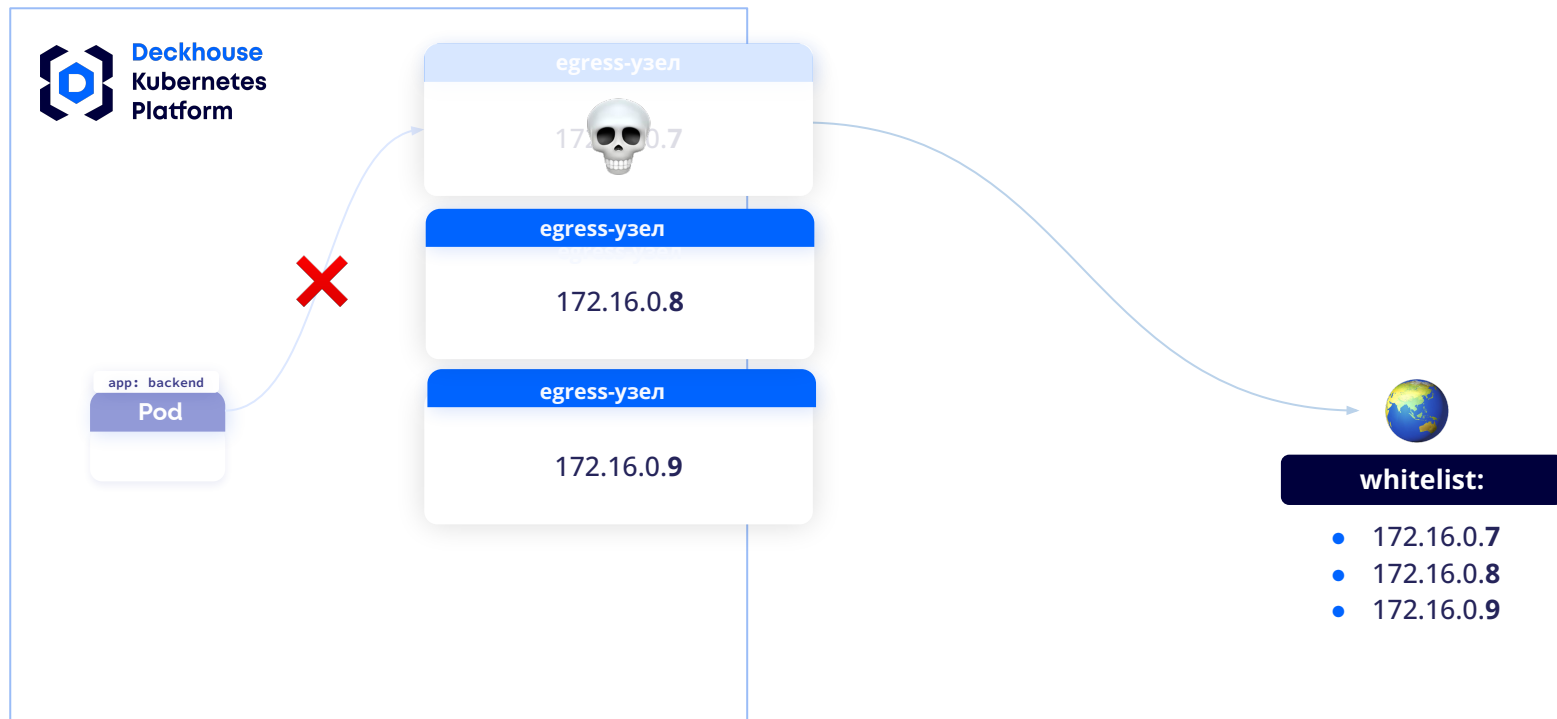 Deckhouse
Kubernetes
Platform
egress-узел
172.16.0.8
egress-узел
172.16.0.9
app: backend
Pod
whitelist:
• 172.16.0.7
• 172.16.0.8
• 172.16.0.9
egress-узел